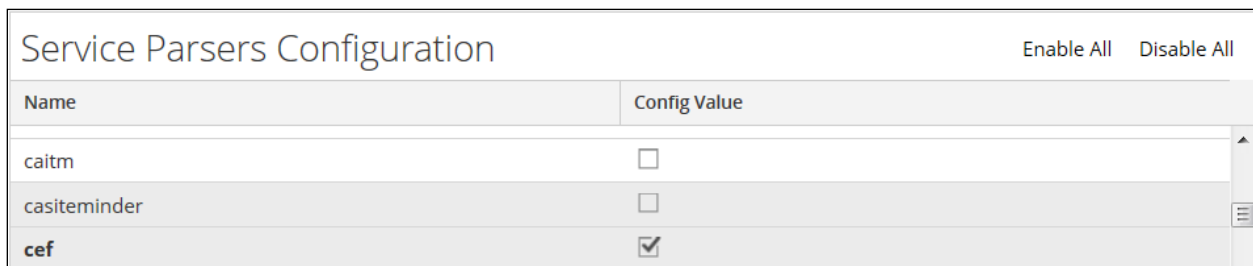 Service Parsers Configuration Enable All Disable All
Name Config Value
caitm
casiteminder
cef